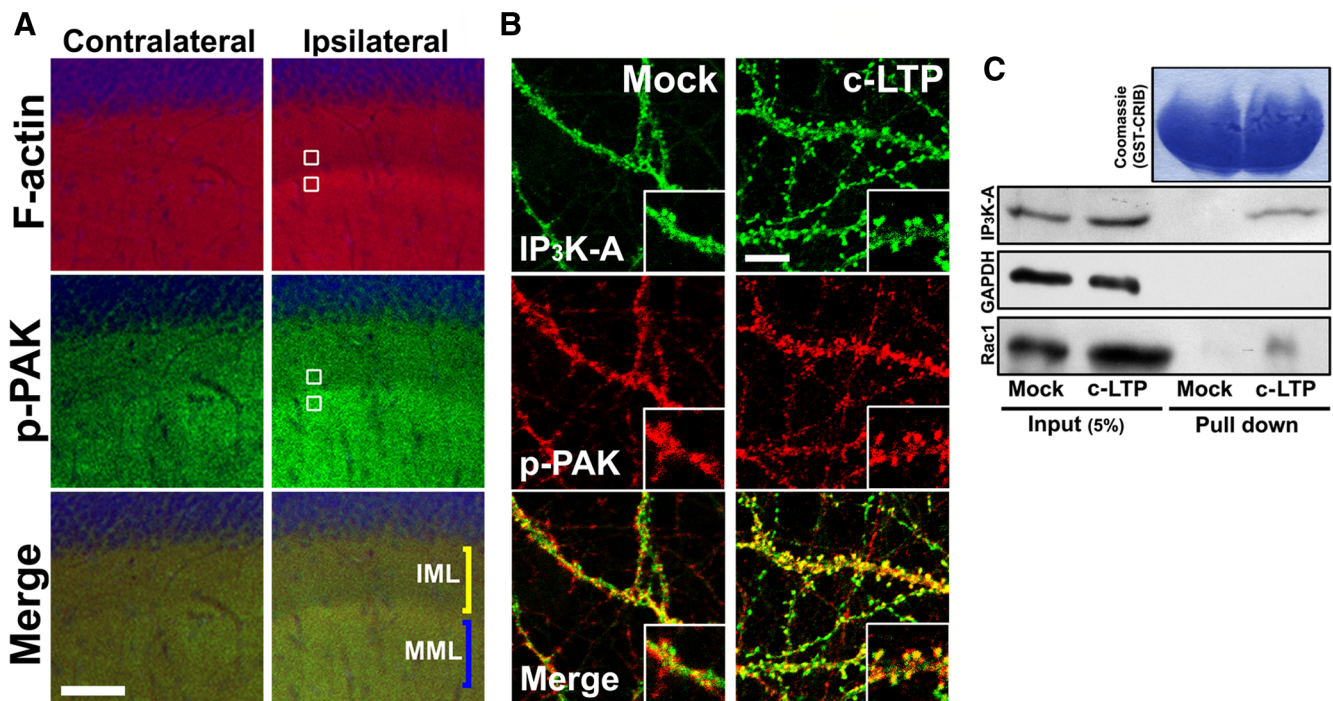 A
Contralateral
Ipsilateral
F-actin
p-PAK
Merge
IML
MML
B
Mock
c-LTP
IP₃K-A
p-PAK
Merge
C
Coomassie
(GST-CRIB)
IP₃K-A
GAPDH
Rac1
Mock
c-LTP
Mock
c-LTP
Input (5%)
Pull down